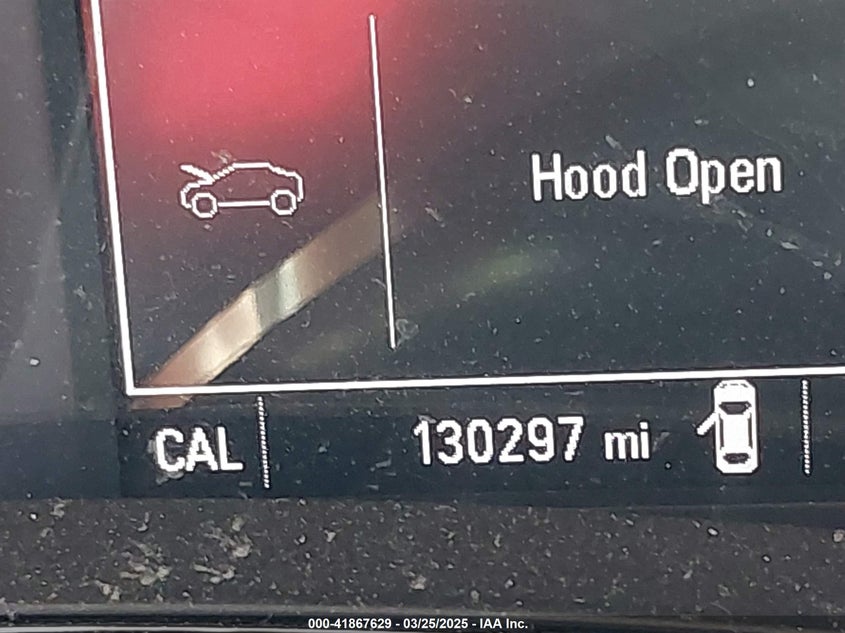 Hood Open
CAL 130297 mi
000-41867629 - 03/25/2025 - IAA Inc.